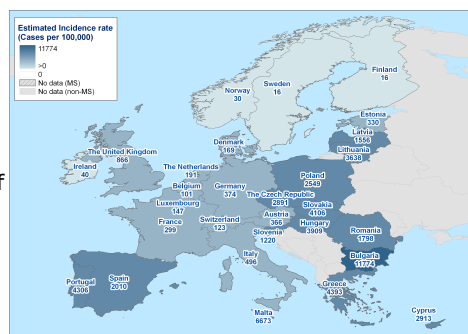 Estimated Incidence rate
(Cases per 100,000)
11774
>0
0
No data (MS)
No data (non-MS)
Finland
16
Sweden
16
Norway
30
Estonia
330
Latvia
1556
Lithuania
3638
Denmark
169
The United Kingdom
866
Ireland
40
The Netherlands
191
Belgium
101
Luxembourg
147
Germany
374
Poland
2549
The Czech Republic
2891
Slovakia
4106
Hungary
3909
Austria
366
Switzerland
123
France
299
Slovenia
1220
Romania
1798
Bulgaria
11774
Italy
496
Portugal
4306
Spain
2010
Greece
4393
Malta
6673
Cyprus
2913
f